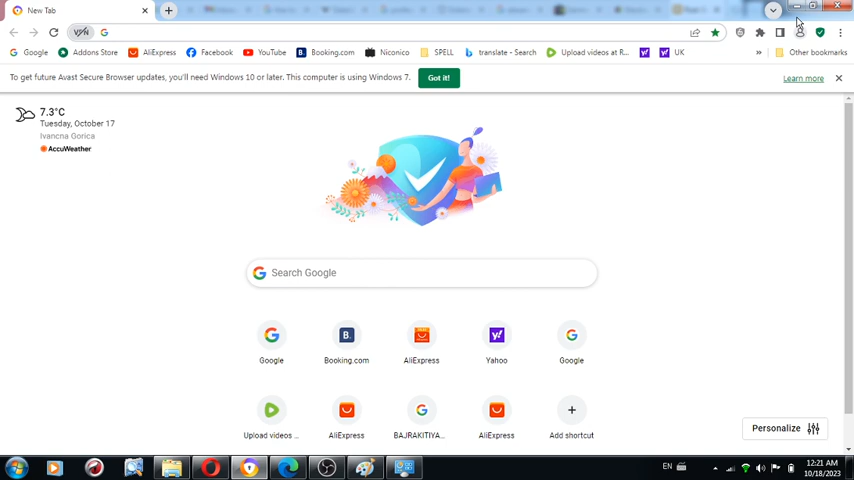 New Tab
VPN
Google Addons Store AliExpress Facebook YouTube Booking.com Niconico SPELL translate - Search Upload videos at R... UK » Other bookmarks
To get future Avast Secure Browser updates, you'll need Windows 10 or later. This computer is using Windows 7. Got it! Learn more
7.3°C
Tuesday, October 17
Ivancna Gorica
AccuWeather
Search Google
Google Booking.com AliExpress Yahoo Google
Upload videos ... AliExpress BAJRAKITIYA... AliExpress Add shortcut
Personalize
EN
12:21 AM
10/18/2023